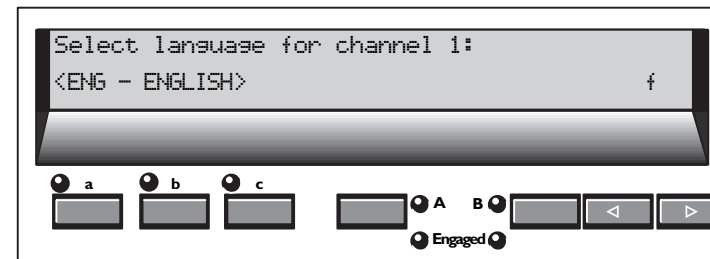 Select language for channel 1:
<ENG - ENGLISH> f
a b c A B
Engaged